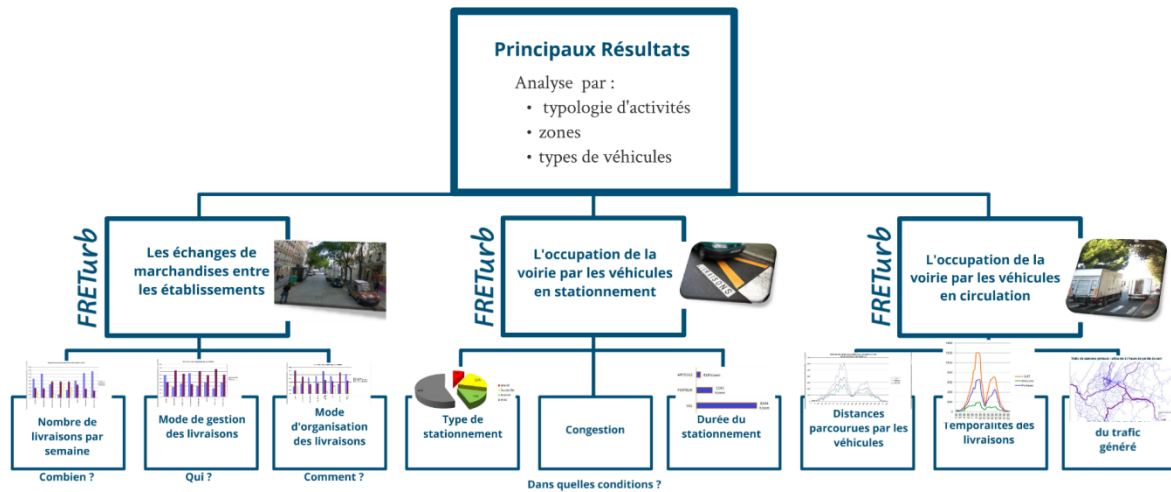 Principaux Résultats
Analyse par :
• typologie d'activités
• zones
• types de véhicules
FRETurb
Les échanges de
marchandises entre
les établissements
FRETurb
L'occupation de la
voirie par les véhicules
en stationnement
LIVRAISONS
FRETurb
L'occupation de la
voirie par les véhicules
en circulation
Nombre de
livraisons par
semaine
Mode de gestion
des livraisons
Mode
d'organisation
des livraisons
Type de
stationnement
Congestion
Durée du
stationnement
Distances
parcourues par les
véhicules
Temporalités des
livraisons
du trafic
généré
Combien ?
Qui ?
Comment ?
Dans quelles conditions ?